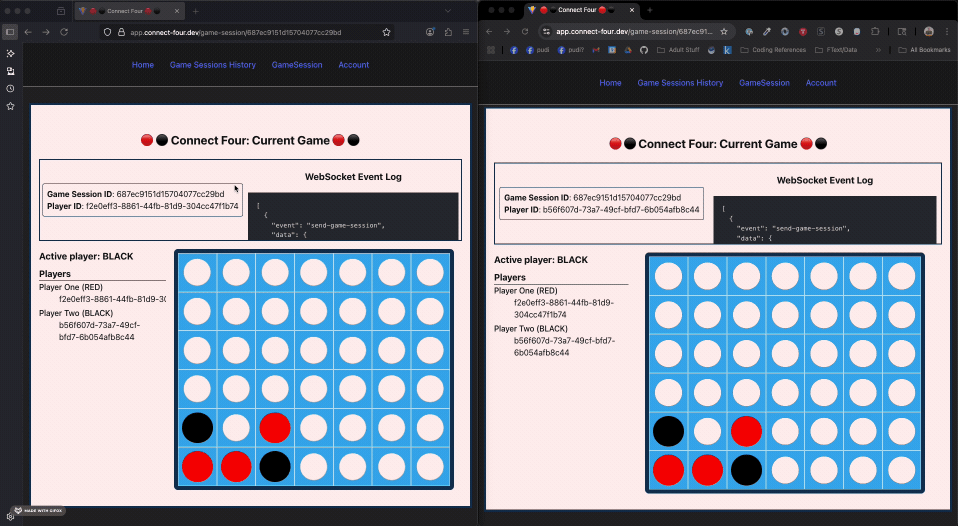 Connect Four
app.connect-four.dev/game-session/687ec9151d15704077cc29bd
Home Game Sessions History GameSession Account
Connect Four: Current Game
WebSocket Event Log
Game Session ID: 687ec9151d15704077cc29bd
Player ID: f2e0eff3-8861-44fb-81d9-304cc47f1b74
[
{
"event": "send-game-session",
"data": {
Active player: BLACK
Players
Player One (RED)
f2e0eff3-8861-44fb-81d9-30
Player Two (BLACK)
b56f607d-73a7-49cf-
bfd7-6b054afb8c44
MADE WITH GIFOX
Connect Four
app.connect-four.dev/game-session/687ec91...
pudi pudi? Adult Stuff Coding References FText/Data All Bookmarks
Home Game Sessions History GameSession Account
Connect Four: Current Game
WebSocket Event Log
Game Session ID: 687ec9151d15704077cc29bd
Player ID: b56f607d-73a7-49cf-bfd7-6b054afb8c44
[
{
"event": "send-game-session",
"data": {
Active player: BLACK
Players
Player One (RED)
f2e0eff3-8861-44fb-81d9-
304cc47f1b74
Player Two (BLACK)
b56f607d-73a7-49cf-bfd7-
6b054afb8c44